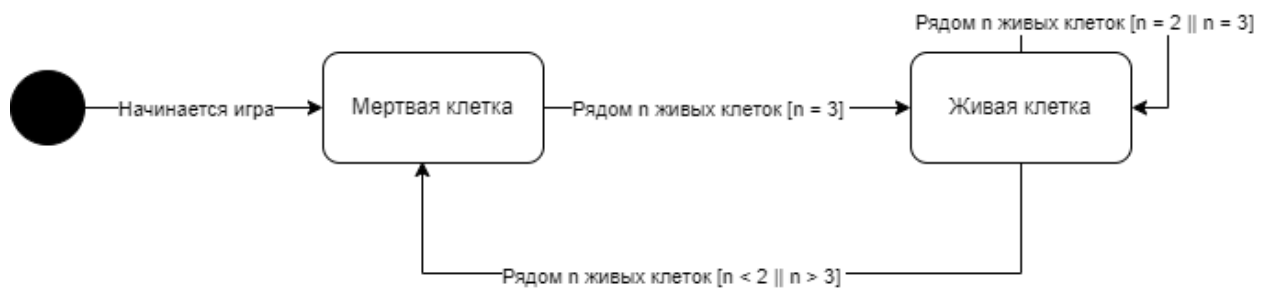 Рядом n живых клеток [n = 2 || n = 3]
Начинается игра
Мертвая клетка
Рядом n живых клеток [n = 3]
Живая клетка
Рядом n живых клеток [n < 2 || n > 3]